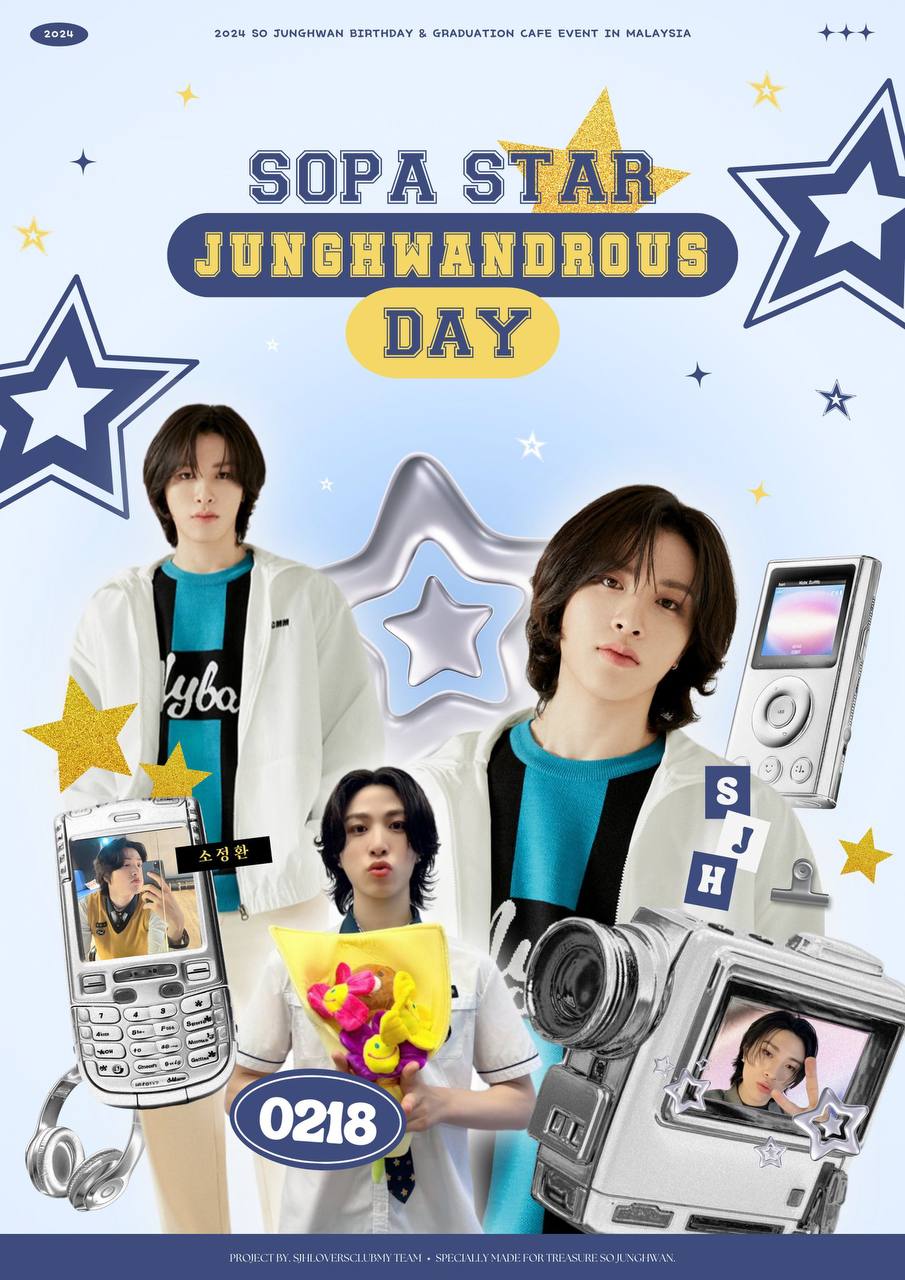 2024
2024 SO JUNGHWAN BIRTHDAY & GRADUATION CAFE EVENT IN MALAYSIA
SOPA STAR
JUNGHWANDROUS
DAY
소정환
S
J
H
0218
PROJECT BY. SJHLOVERSCLUBMY TEAM • SPECIALLY MADE FOR TREASURE SO JUNGHWAN.